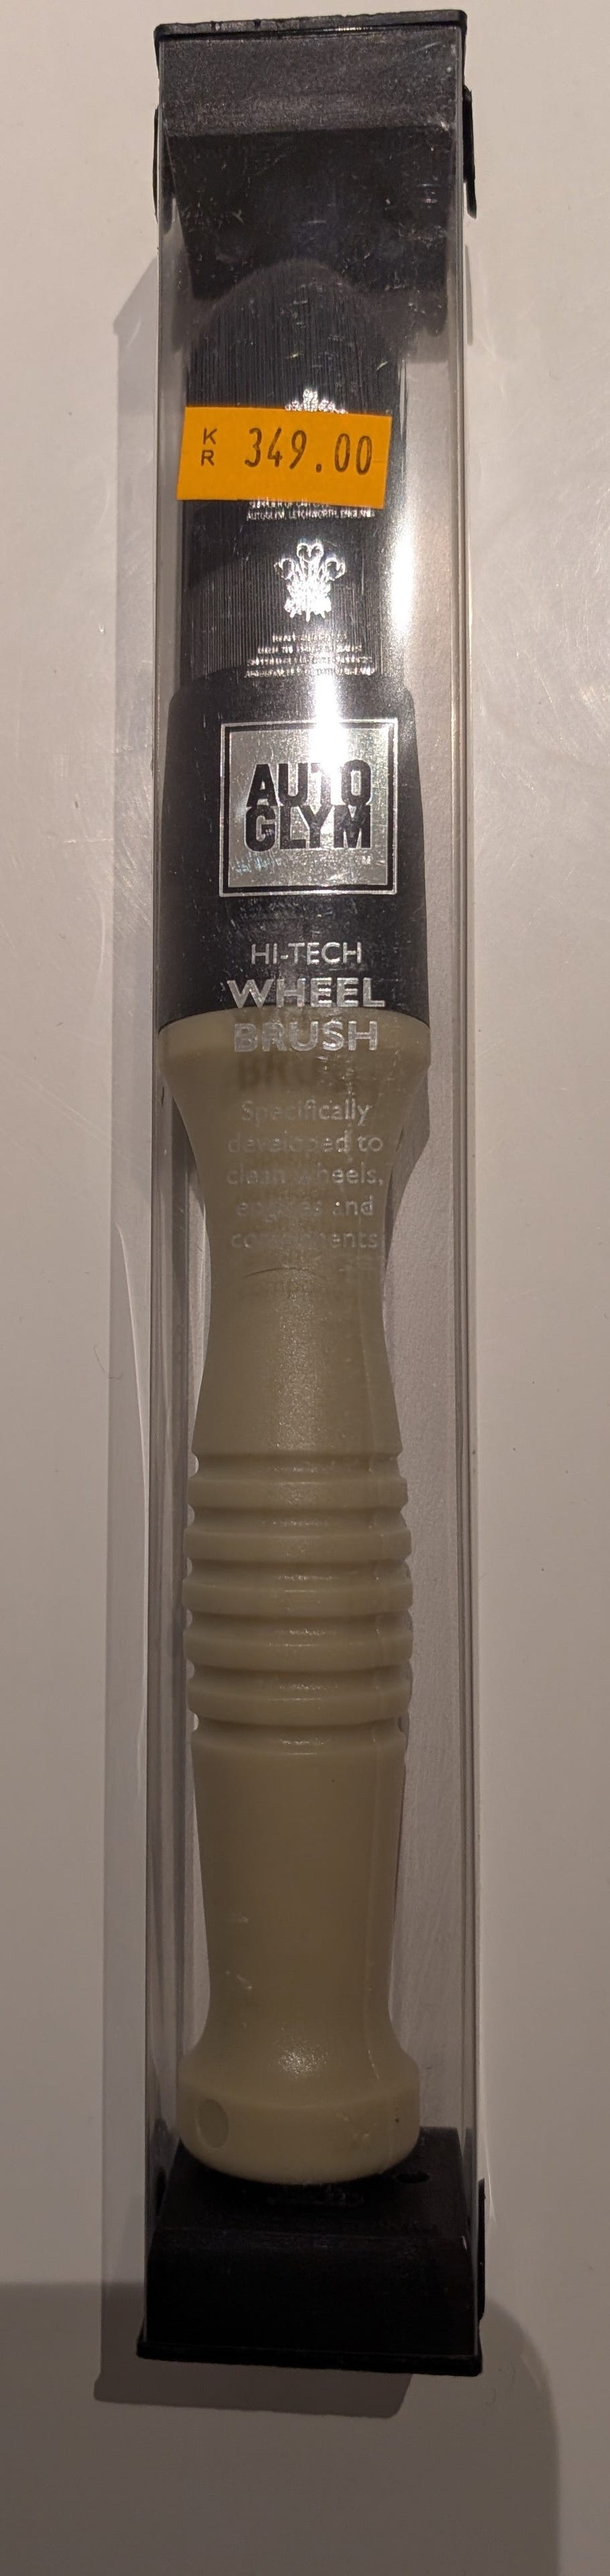 KR 349.00
AUTOGLYM, LETCHWORTH, ENGLAND
AUTO
GLYM
HI-TECH
WHEEL
BRUSH
Specifically
developed to
clean wheels,
engines and
components